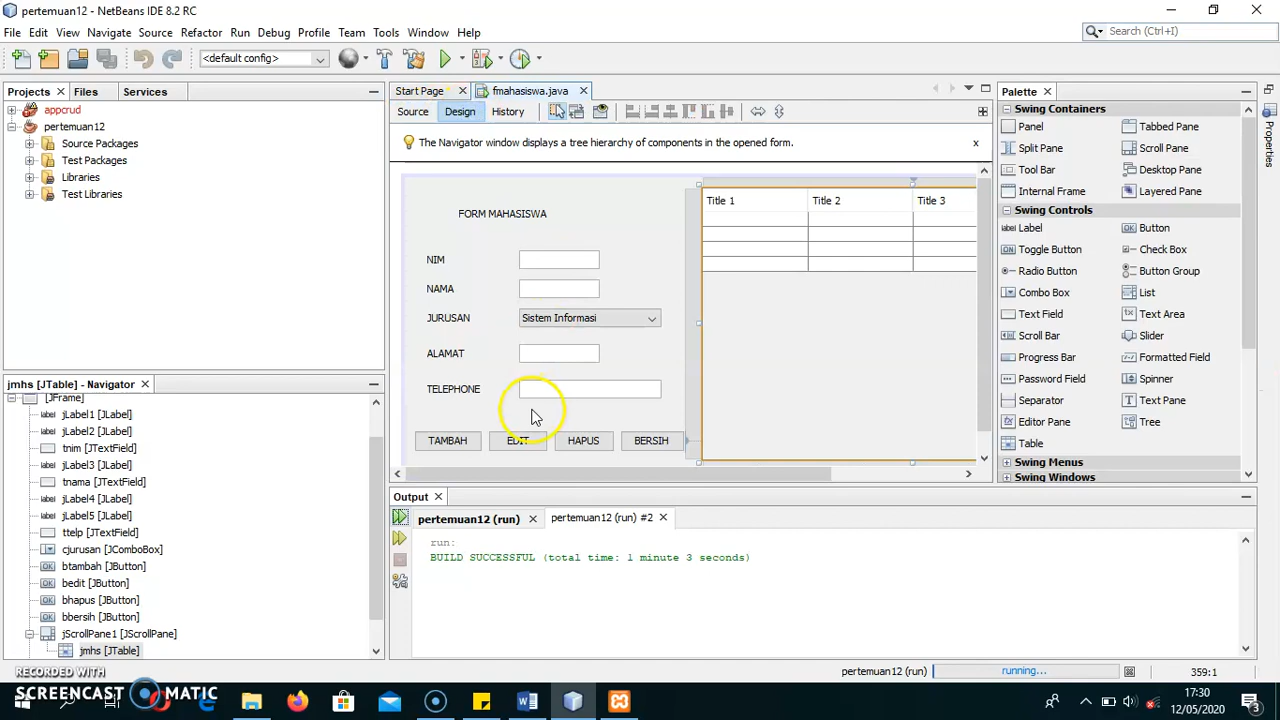 pertemuan12 - NetBeans IDE 8.2 RC
File Edit View Navigate Source Refactor Run Debug Profile Team Tools Window Help
Search (Ctrl+I)
<default config>
Projects Files Services
Start Page fmahasiswa.java
Palette
Properties
appcrud
pertemuan12
Source Packages
Test Packages
Libraries
Test Libraries
Source Design History
The Navigator window displays a tree hierarchy of components in the opened form. x
FORM MAHASISWA
NIM
NAMA
JURUSAN Sistem Informasi
ALAMAT
TELEPHONE
TAMBAH EDIT HAPUS BERSIH
Title 1 Title 2 Title 3
Swing Containers
Panel Tabbed Pane
Split Pane Scroll Pane
Tool Bar Desktop Pane
Internal Frame Layered Pane
Swing Controls
Label Button
Toggle Button Check Box
Radio Button Button Group
Combo Box List
Text Field Text Area
Scroll Bar Slider
Progress Bar Formatted Field
Password Field Spinner
Separator Text Pane
Editor Pane Tree
Table
Swing Menus
Swing Windows
jmhs [JTable] - Navigator
[JFrame]
jLabel1 [JLabel]
jLabel2 [JLabel]
tnim [JTextField]
jLabel3 [JLabel]
tnama [JTextField]
jLabel4 [JLabel]
jLabel5 [JLabel]
ttelp [JTextField]
cjurusan [JComboBox]
btambah [JButton]
bedit [JButton]
bhapus [JButton]
bbersih [JButton]
jScrollPane1 [JScrollPane]
jmhs [JTable]
Output
pertemuan12 (run) pertemuan12 (run) #2
run:
BUILD SUCCESSFUL (total time: 1 minute 3 seconds)
pertemuan12 (run) running... 359:1
RECORDED WITH
SCREENCAST MATIC
17:30
12/05/2020
3